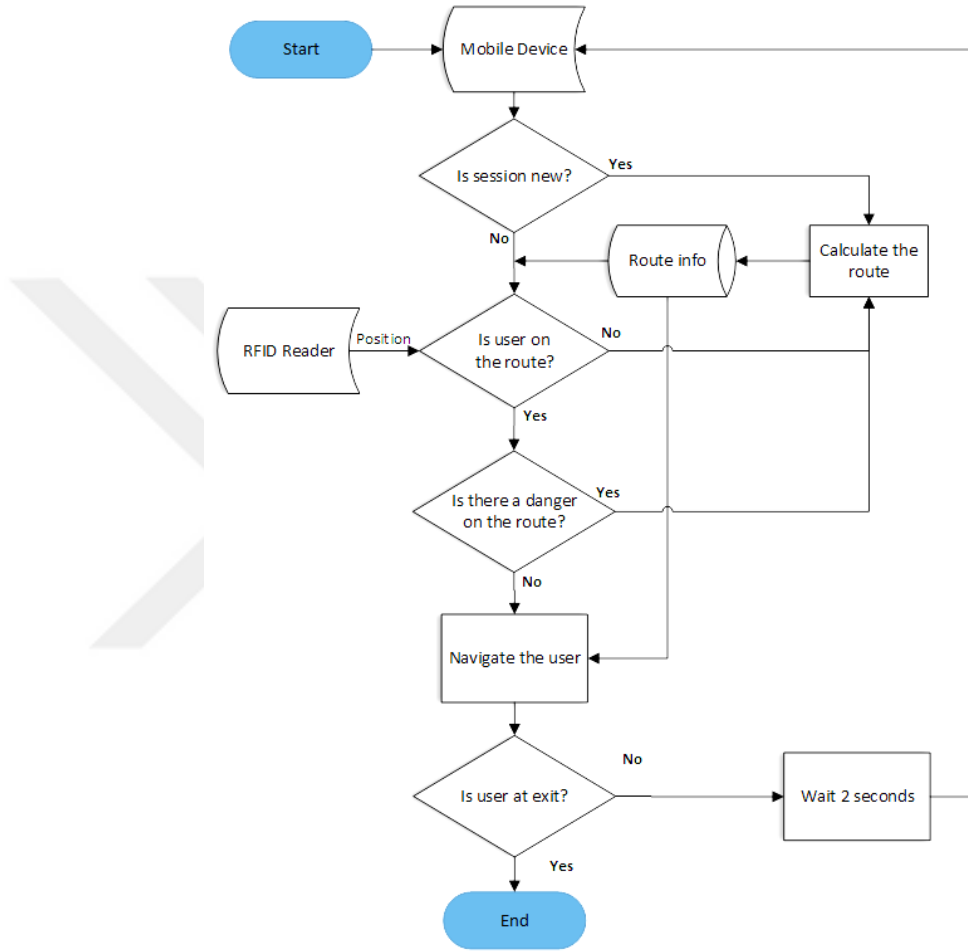 Start
Mobile Device
Is session new?
Yes
No
Route info
Calculate the
route
RFID Reader
Position
Is user on
the route?
No
Yes
Is there a danger
on the route?
Yes
No
Navigate the user
Is user at exit?
No
Wait 2 seconds
Yes
End